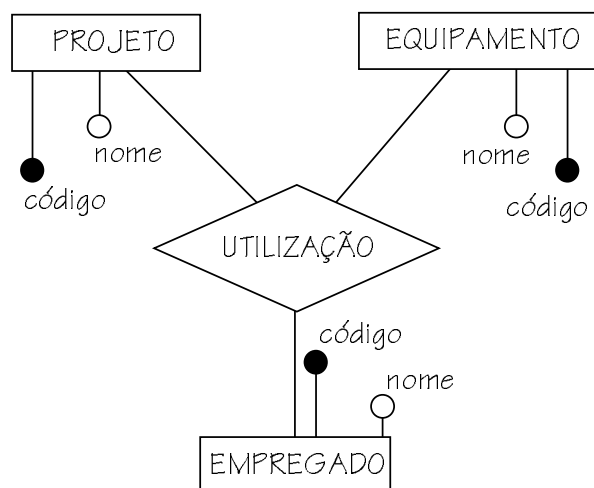 PROJETO
EQUIPAMENTO
nome
código
nome
código
UTILIZAÇÃO
código
nome
EMPREGADO